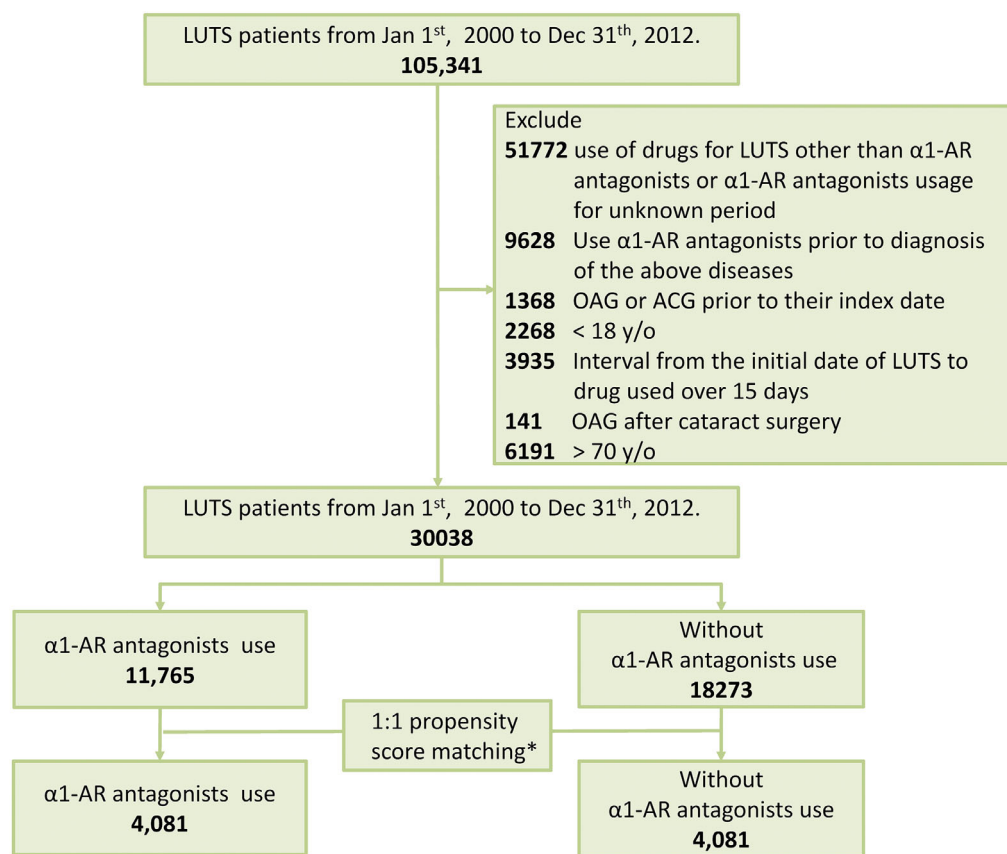 LUTS patients from Jan 1st, 2000 to Dec 31th, 2012.
105,341
Exclude
51772 use of drugs for LUTS other than α1-AR
antagonists or α1-AR antagonists usage
for unknown period
9628 Use α1-AR antagonists prior to diagnosis
of the above diseases
1368 OAG or ACG prior to their index date
2268 < 18 y/o
3935 Interval from the initial date of LUTS to
drug used over 15 days
141 OAG after cataract surgery
6191 > 70 y/o
LUTS patients from Jan 1st, 2000 to Dec 31th, 2012.
30038
α1-AR antagonists use
11,765
Without
α1-AR antagonists use
18273
1:1 propensity
score matching*
α1-AR antagonists use
4,081
Without
α1-AR antagonists use
4,081